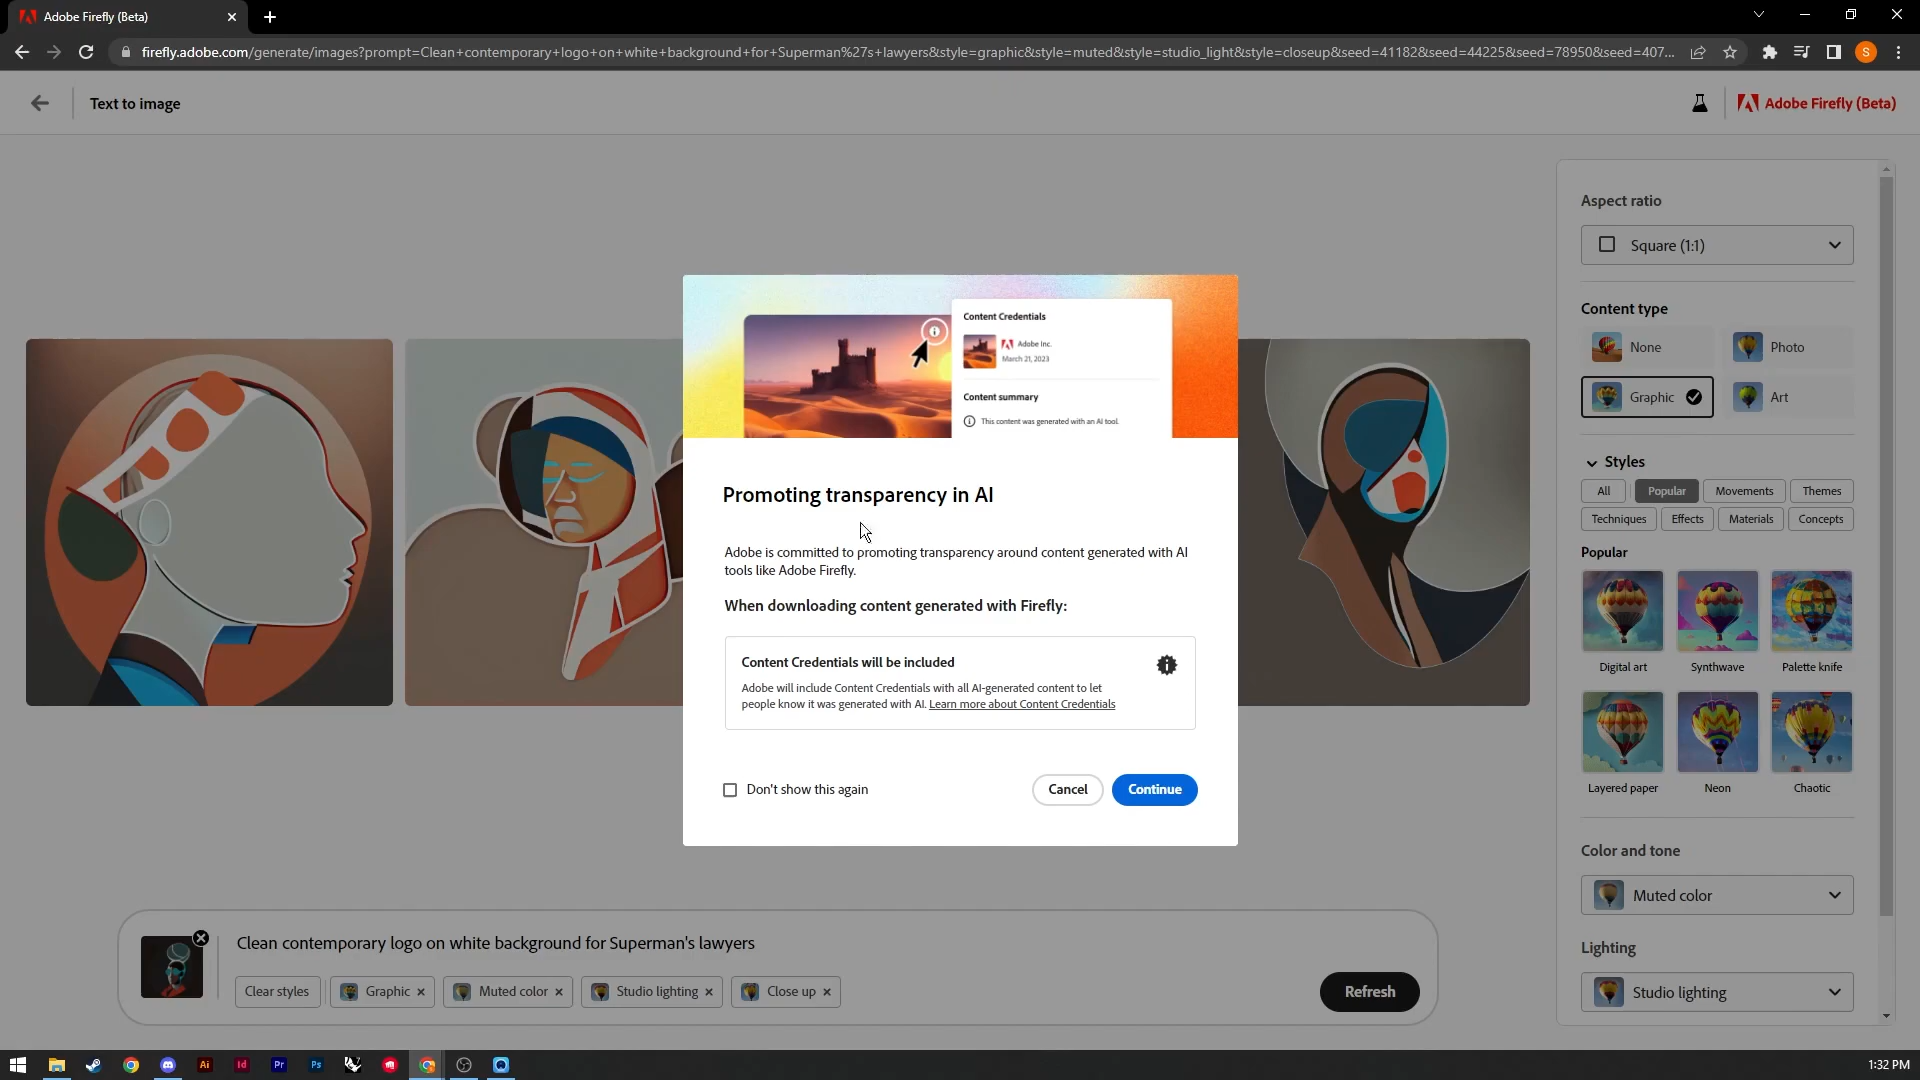 Adobe Firefly (Beta)
firefly.adobe.com/generate/images?prompt=Clean+contemporary+logo+on+white+background+for+Superman%27s+lawyers&style=graphic&style=muted&style=studio_light&style=closeup&seed=41182&seed=44225&seed=78950&seed=407...
S
Text to image
Adobe Firefly (Beta)
Aspect ratio
Square (1:1)
Content type
None
Photo
Graphic
Art
Styles
All
Popular
Movements
Themes
Techniques
Effects
Materials
Concepts
Popular
Digital art
Synthwave
Palette knife
Layered paper
Neon
Chaotic
Color and tone
Muted color
Lighting
Studio lighting
Content Credentials
Adobe Inc.
March 21, 2023
Content summary
This content was generated with an AI tool.
Promoting transparency in AI
Adobe is committed to promoting transparency around content generated with AI
tools like Adobe Firefly.
When downloading content generated with Firefly:
Content Credentials will be included
Adobe will include Content Credentials with all AI-generated content to let
people know it was generated with AI. Learn more about Content Credentials
Don't show this again
Cancel
Continue
Clean contemporary logo on white background for Superman's lawyers
Clear styles
Graphic
Muted color
Studio lighting
Close up
Refresh
Ai
Id
Pr
Ps
1:32 PM